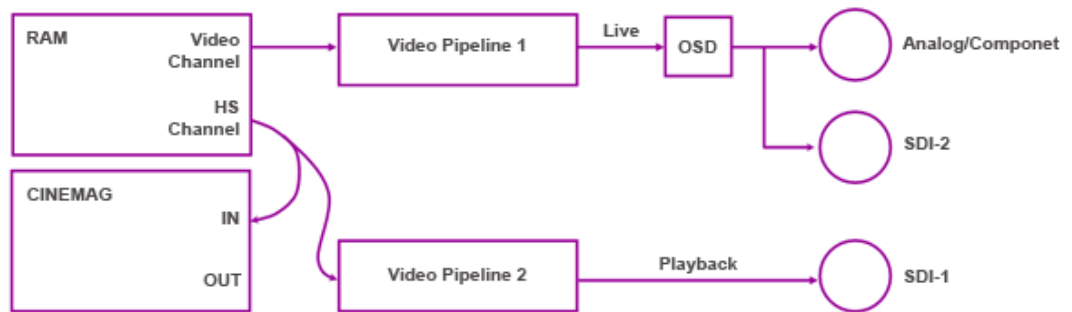 RAM
Video
Channel
HS
Channel
Video Pipeline 1
Live
OSD
Analog/Componet
SDI-2
CINEMAG
IN
OUT
Video Pipeline 2
Playback
SDI-1